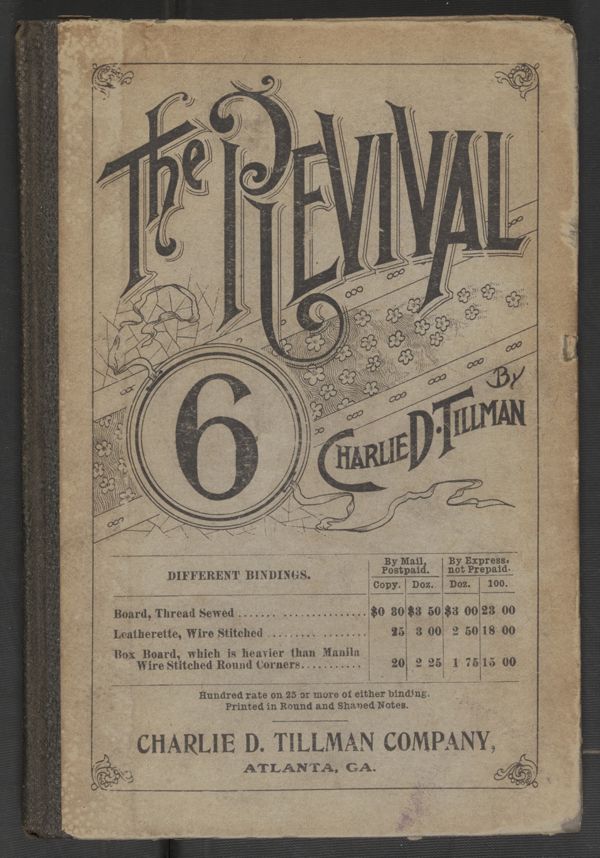 The REVIVAL
6
By
CHARLIE D. TILLMAN
DIFFERENT BINDINGS.
By Mail, Postpaid. By Express, not Prepaid.
Copy. Doz. Doz. 100.
Board, Thread Sewed ....... ............... $0 30 $3 50 $3 00 23 00
Leatherette, Wire Stitched ......... ......... 25 3 00 2 50 18 00
Box Board, which is heavier than Manila
Wire Stitched Round Corners........... 20 2 25 1 75 15 00
Hundred rate on 25 or more of either binding.
Printed in Round and Shaped Notes.
CHARLIE D. TILLMAN COMPANY,
ATLANTA, GA.